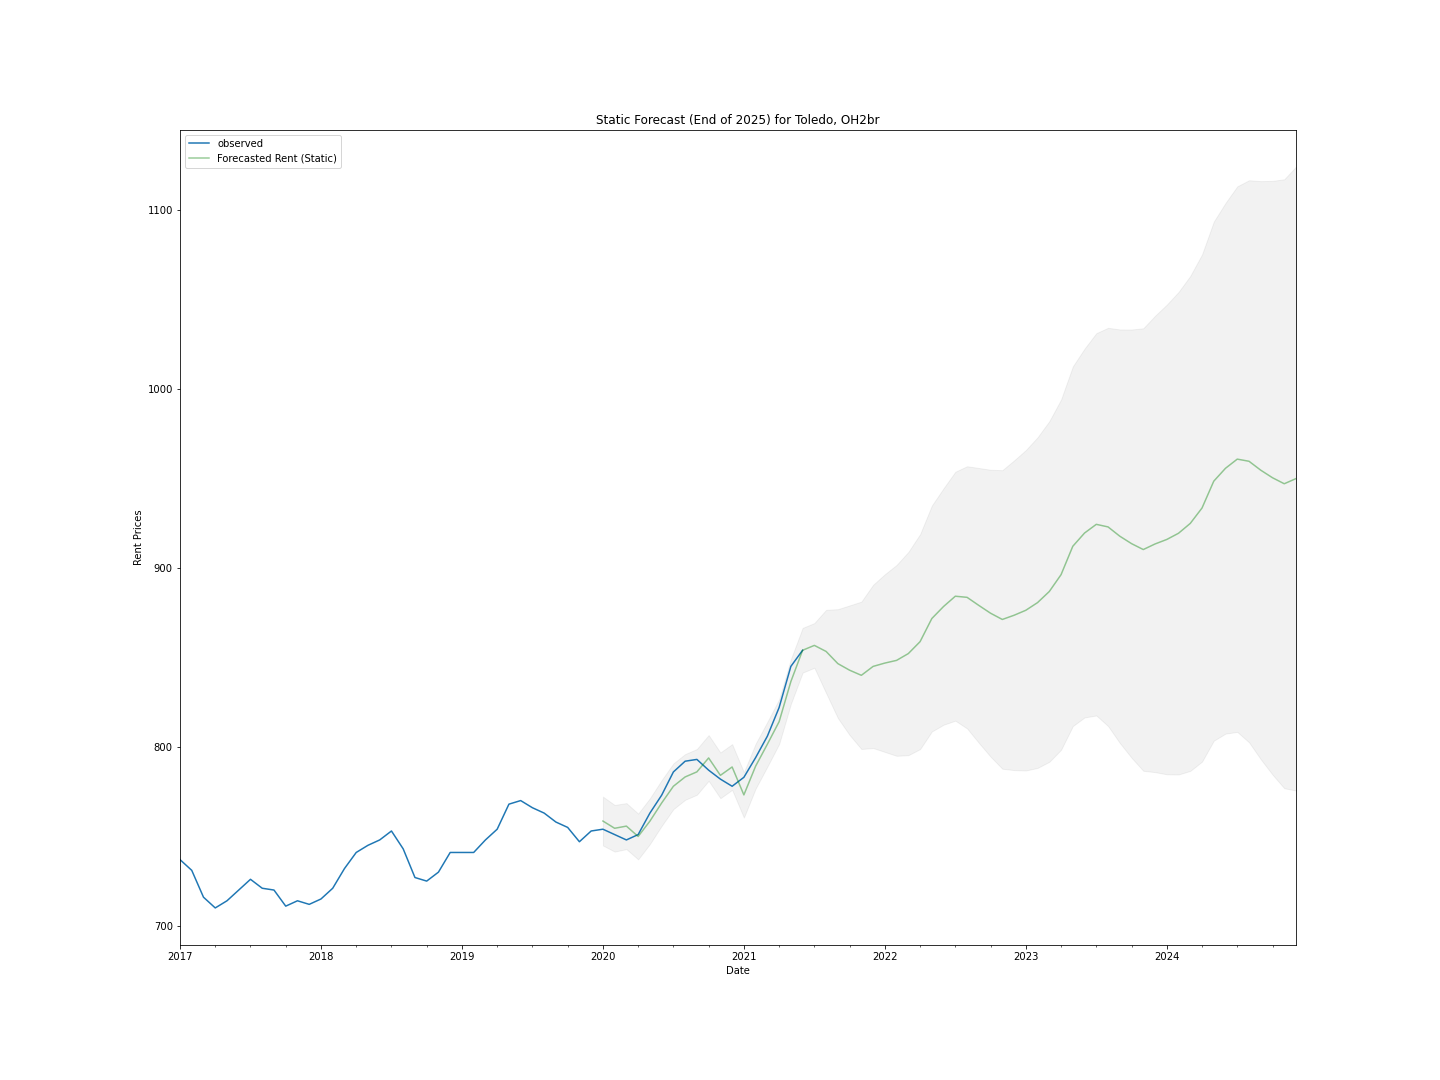 Static Forecast (End of 2025) for Toledo, OH2br
observed
Forecasted Rent (Static)
1100
1000
900
800
700
Rent Prices
2017 2018 2019 2020 2021 2022 2023 2024
Date